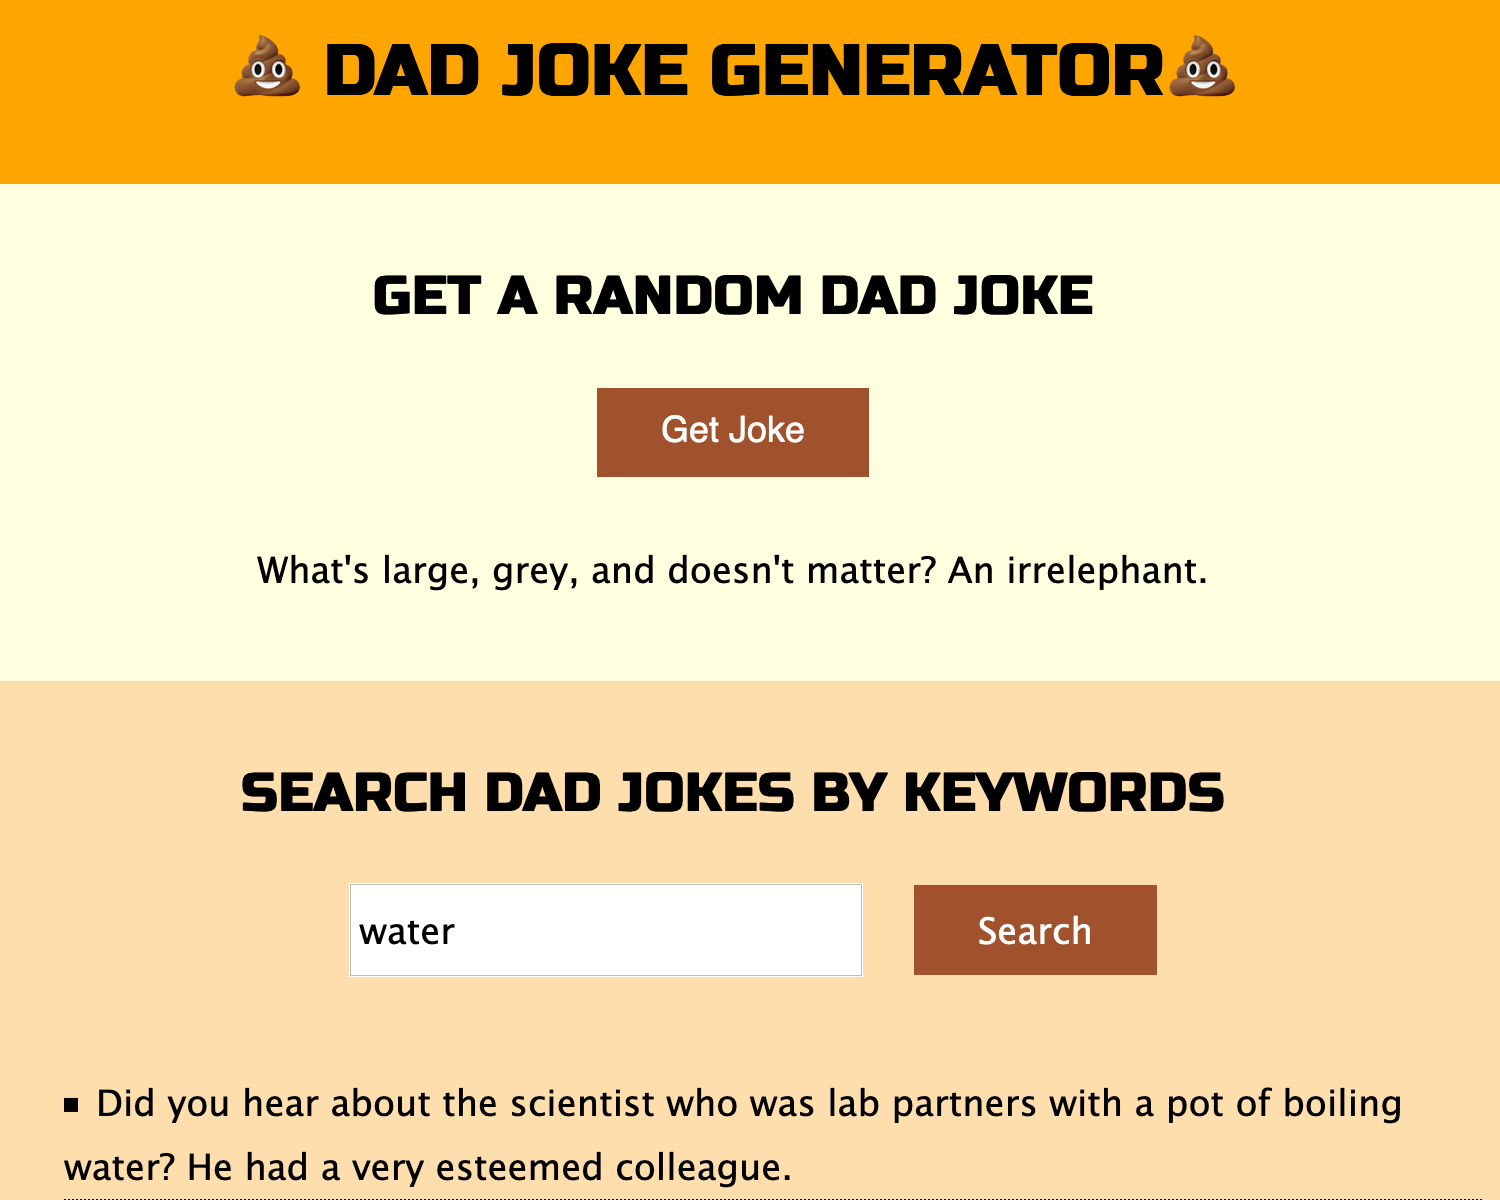 💩 DAD JOKE GENERATOR💩
GET A RANDOM DAD JOKE
Get Joke
What's large, grey, and doesn't matter? An irrelephant.
SEARCH DAD JOKES BY KEYWORDS
water
Search
▪ Did you hear about the scientist who was lab partners with a pot of boiling
water? He had a very esteemed colleague.